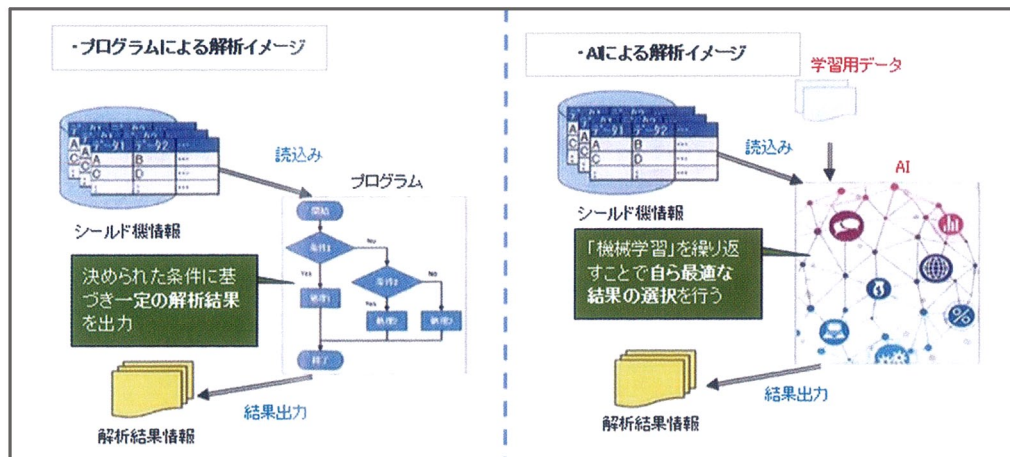 ・プログラムによる解析イメージ
データ1 データ2 …
A B …
C D …
: : …
シールド機情報
読込み
プログラム
開始
条件1
No
Yes
条件2
No
Yes
処理1
処理2
処理3
終了
決められた条件に基
づき一定の解析結果
を出力
結果出力
解析結果情報
・AIによる解析イメージ
学習用データ
データ1 データ2 …
A B …
C D …
: : …
シールド機情報
読込み
AI
「機械学習」を繰り返
すことで自ら最適な
結果の選択を行う
結果出力
解析結果情報